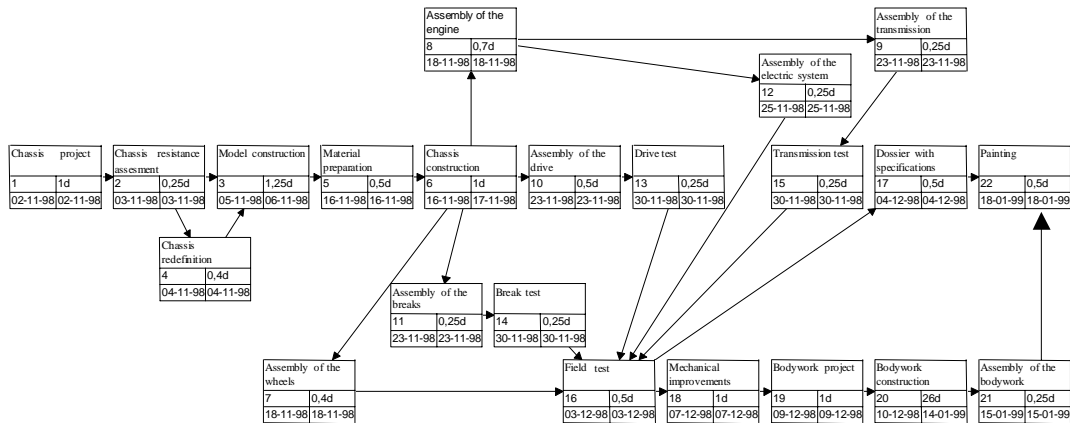 Assembly of the
engine
8 0,7d
18-11-98 18-11-98
Assembly of the
transmission
9 0,25d
23-11-98 23-11-98
Assembly of the
electric system
12 0,25d
25-11-98 25-11-98
Chassis project
1 1d
02-11-98 02-11-98
Chassis resistance
assesment
2 0,25d
03-11-98 03-11-98
Model construction
3 1,25d
05-11-98 06-11-98
Material
preparation
5 0,5d
16-11-98 16-11-98
Chassis
construction
6 1d
16-11-98 17-11-98
Assembly of the
drive
10 0,5d
23-11-98 23-11-98
Drive test
13 0,25d
30-11-98 30-11-98
Transmission test
15 0,25d
30-11-98 30-11-98
Dossier with
specifications
17 0,5d
04-12-98 04-12-98
Painting
22 0,5d
18-01-99 18-01-99
Chassis
redefinition
4 0,4d
04-11-98 04-11-98
Assembly of the
breaks
11 0,25d
23-11-98 23-11-98
Break test
14 0,25d
30-11-98 30-11-98
Assembly of the
wheels
7 0,4d
18-11-98 18-11-98
Field test
16 0,5d
03-12-98 03-12-98
Mechanical
improvements
18 1d
07-12-98 07-12-98
Bodywork project
19 1d
09-12-98 09-12-98
Bodywork
construction
20 26d
10-12-98 14-01-99
Assembly of the
bodywork
21 0,25d
15-01-99 15-01-99